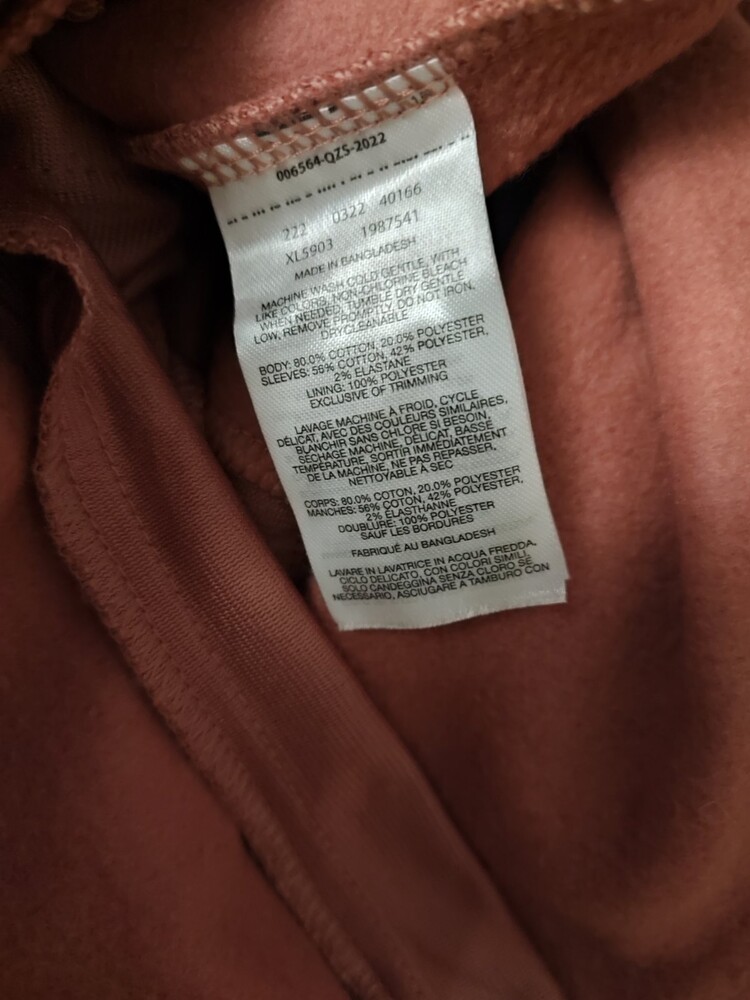 006564-QZS-2022
222 0322 40166
XL5903 1987541
MADE IN BANGLADESH
MACHINE WASH COLD GENTLE, WITH
LIKE COLORS, NON-CHLORINE BLEACH
WHEN NEEDED, TUMBLE DRY GENTLE
LOW, REMOVE PROMPTLY, DO NOT IRON,
DRYCLEANABLE
BODY: 80.0% COTTON, 20.0% POLYESTER
SLEEVES: 56% COTTON, 42% POLYESTER,
2% ELASTANE
LINING: 100% POLYESTER
EXCLUSIVE OF TRIMMING
LAVAGE MACHINE À FROID, CYCLE
DÉLICAT, AVEC DES COULEURS SIMILAIRES,
BLANCHIR SANS CHLORE SI BESOIN,
SÉCHAGE MACHINE, DÉLICAT, BASSE
TEMPÉRATURE, SORTIR IMMÉDIATEMENT
DE LA MACHINE, NE PAS REPASSER,
NETTOYABLE À SEC
CORPS: 80.0% COTON, 20.0% POLYESTER
MANCHES: 56% COTON, 42% POLYESTER,
2% ÉLASTHANNE
DOUBLURE: 100% POLYESTER
SAUF LES BORDURES
FABRIQUÉ AU BANGLADESH
LAVARE IN LAVATRICE IN ACQUA FREDDA,
CICLO DELICATO, CON COLORI SIMILI,
SOLO CANDEGGINA SENZA CLORO SE
NECESSARIO, ASCIUGARE A TAMBURO CON